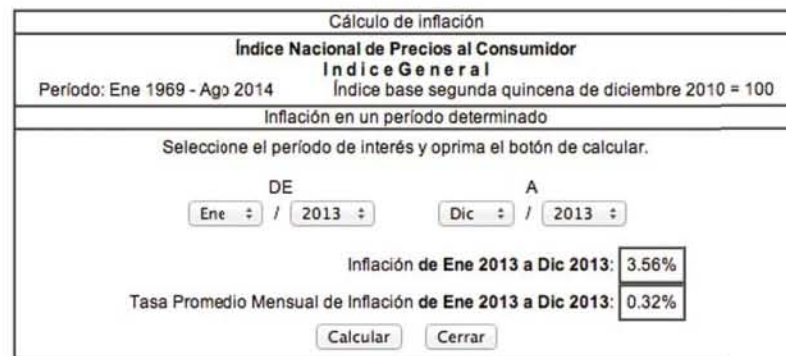 Cálculo de inflación
Índice Nacional de Precios al Consumidor
I n d i c e G e n e r a l
Período: Ene 1969 - Ago 2014 Índice base segunda quincena de diciembre 2010 = 100
Inflación en un período determinado
Seleccione el período de interés y oprima el botón de calcular.
DE A
Ene / 2013 Dic / 2013
Inflación de Ene 2013 a Dic 2013: 3.56%
Tasa Promedio Mensual de Inflación de Ene 2013 a Dic 2013: 0.32%
Calcular Cerrar